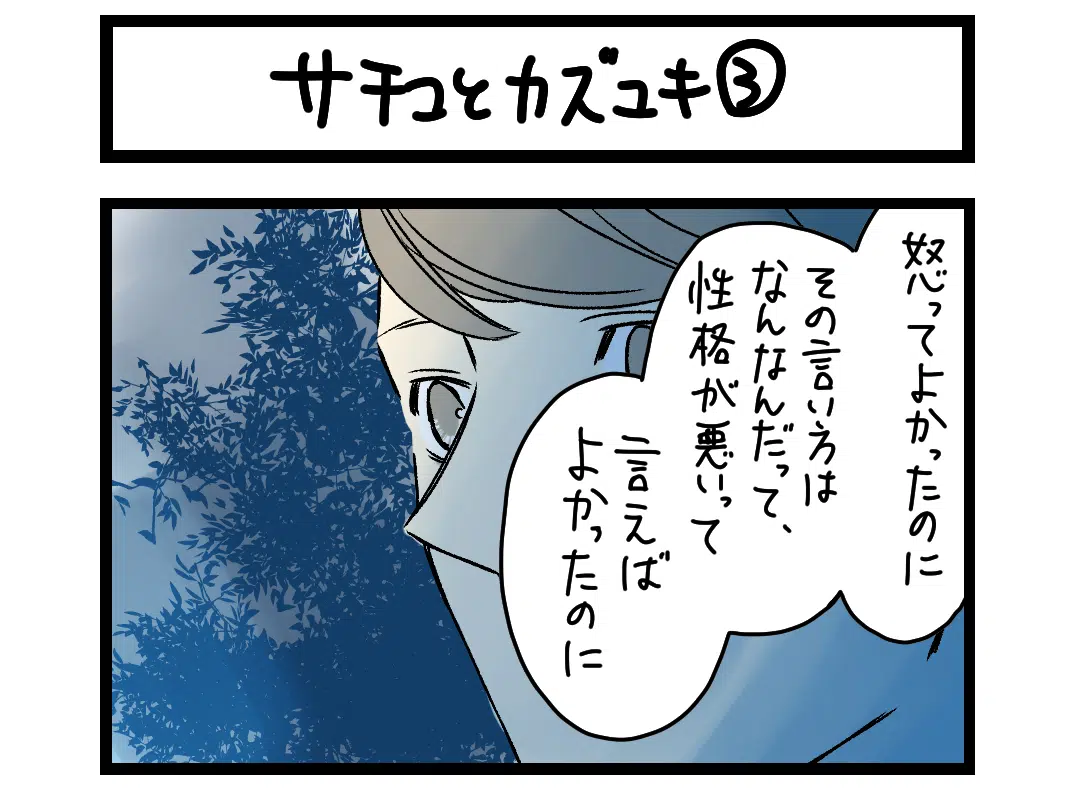 サチコとカズユキ③
怒ってよかったのに
その言い方は
なんなんだって、
性格が悪いって
言えば
よかったのに